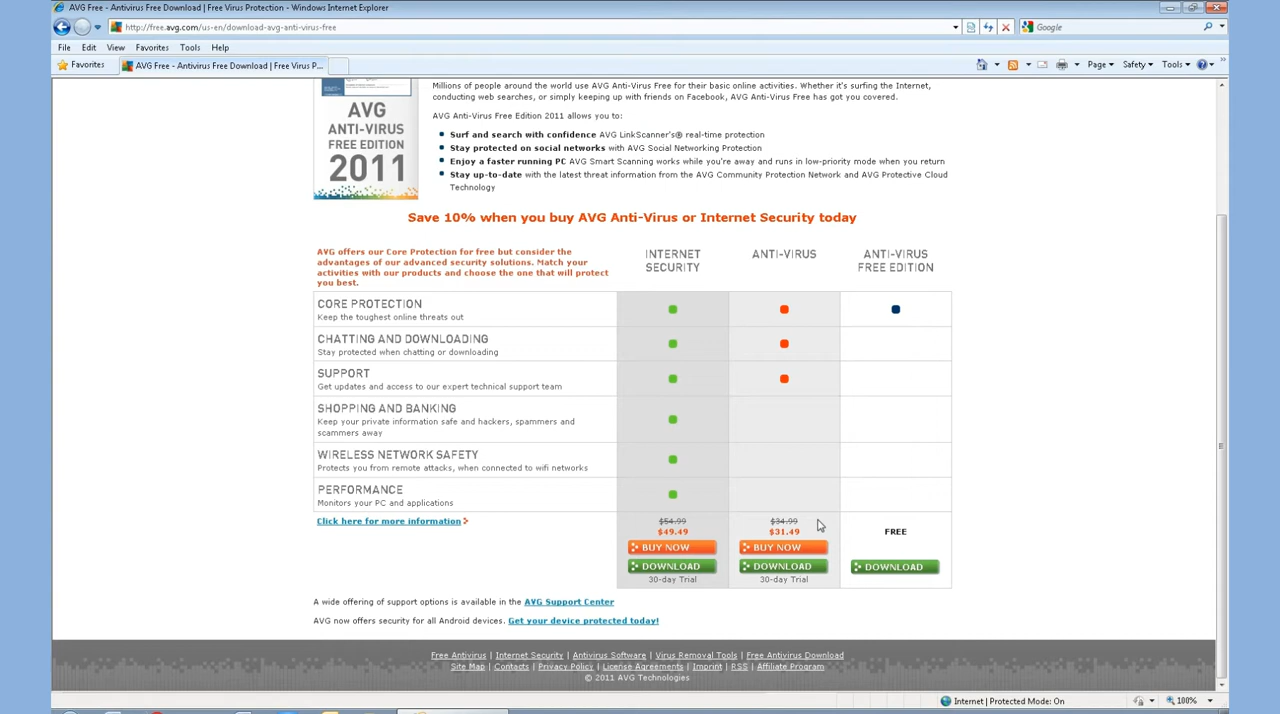 AVG Free - Antivirus Free Download | Free Virus Protection - Windows Internet Explorer
http://free.avg.com/us-en/download-avg-anti-virus-free
Google
File Edit View Favorites Tools Help
Favorites
AVG Free - Antivirus Free Download | Free Virus P...
Page Safety Tools
Millions of people around the world use AVG Anti-Virus Free for their basic online activities. Whether it's surfing the Internet,
conducting web searches, or simply keeping up with friends on Facebook, AVG Anti-Virus Free has got you covered.
AVG
ANTI-VIRUS
FREE EDITION
2011
AVG Anti-Virus Free Edition 2011 allows you to:
Surf and search with confidence AVG LinkScanner's® real-time protection
Stay protected on social networks with AVG Social Networking Protection
Enjoy a faster running PC AVG Smart Scanning works while you're away and runs in low-priority mode when you return
Stay up-to-date with the latest threat information from the AVG Community Protection Network and AVG Protective Cloud
Technology
Save 10% when you buy AVG Anti-Virus or Internet Security today
AVG offers our Core Protection for free but consider the
advantages of our advanced security solutions. Match your
activities with our products and choose the one that will protect
you best.
INTERNET
SECURITY
ANTI-VIRUS
ANTI-VIRUS
FREE EDITION
CORE PROTECTION
Keep the toughest online threats out
CHATTING AND DOWNLOADING
Stay protected when chatting or downloading
SUPPORT
Get updates and access to our expert technical support team
SHOPPING AND BANKING
Keep your private information safe and hackers, spammers and
scammers away
WIRELESS NETWORK SAFETY
Protects you from remote attacks, when connected to wifi networks
PERFORMANCE
Monitors your PC and applications
Click here for more information
$54.99
$49.49
BUY NOW
DOWNLOAD
30-day Trial
$34.99
$31.49
BUY NOW
DOWNLOAD
30-day Trial
FREE
DOWNLOAD
A wide offering of support options is available in the AVG Support Center
AVG now offers security for all Android devices. Get your device protected today!
Free Antivirus | Internet Security | Antivirus Software | Virus Removal Tools | Free Antivirus Download
Site Map | Contacts | Privacy Policy | License Agreements | Imprint | RSS | Affiliate Program
© 2011 AVG Technologies
Internet | Protected Mode: On
100%